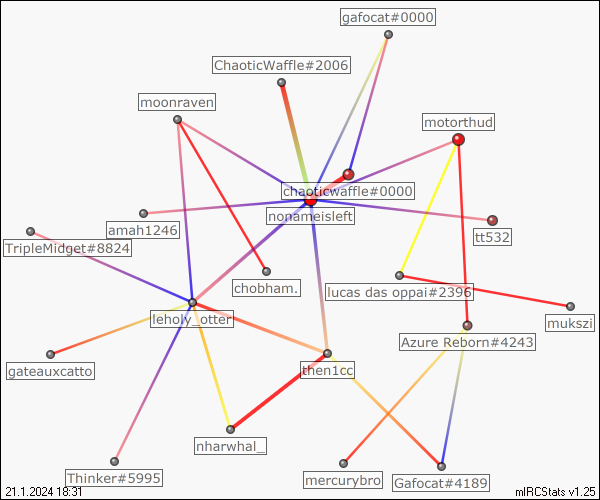 gafocat#0000
ChaoticWaffle#2006
moonraven
motorthud
chaoticwaffle#0000
nonameisleft
amah1246
tt532
TripleMidget#8824
chobham.
lucas das oppai#2396
leholy_otter
mukszi
Azure Reborn#4243
gateauxcatto
then1cc
nharwhal_
Thinker#5995
mercurybro
Gafocat#4189
21.1.2024 18:31
mIRCStats v1.25